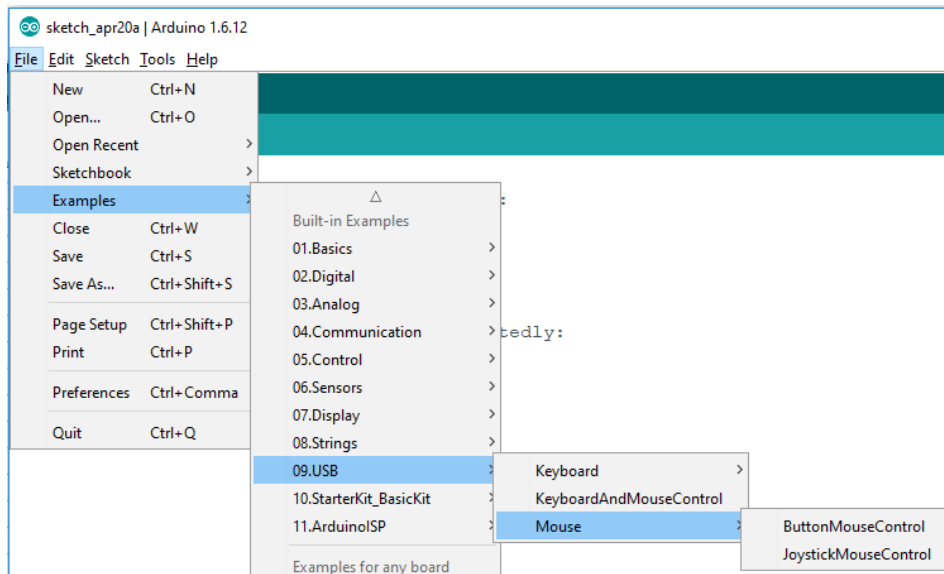 sketch_apr20a | Arduino 1.6.12
File Edit Sketch Tools Help
New Ctrl+N
Open... Ctrl+O
Open Recent
Sketchbook
Examples
Close Ctrl+W
Save Ctrl+S
Save As... Ctrl+Shift+S
Page Setup Ctrl+Shift+P
Print Ctrl+P
Preferences Ctrl+Comma
Quit Ctrl+Q
Built-in Examples
01.Basics
02.Digital
03.Analog
04.Communication
05.Control
06.Sensors
07.Display
08.Strings
09.USB
10.StarterKit_BasicKit
11.ArduinoISP
Examples for any board
:
tedly:
Keyboard
KeyboardAndMouseControl
Mouse
ButtonMouseControl
JoystickMouseControl